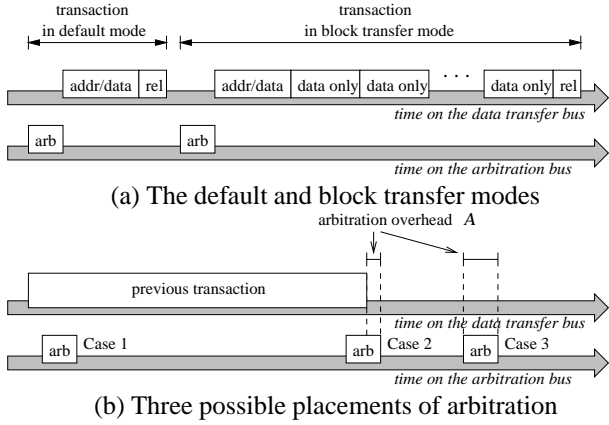 transaction
in default mode
transaction
in block transfer mode
addr/data rel addr/data data only data only . . . data only rel
time on the data transfer bus
arb arb
time on the arbitration bus
(a) The default and block transfer modes
arbitration overhead A
previous transaction
time on the data transfer bus
arb Case 1 arb Case 2 arb Case 3
time on the arbitration bus
(b) Three possible placements of arbitration